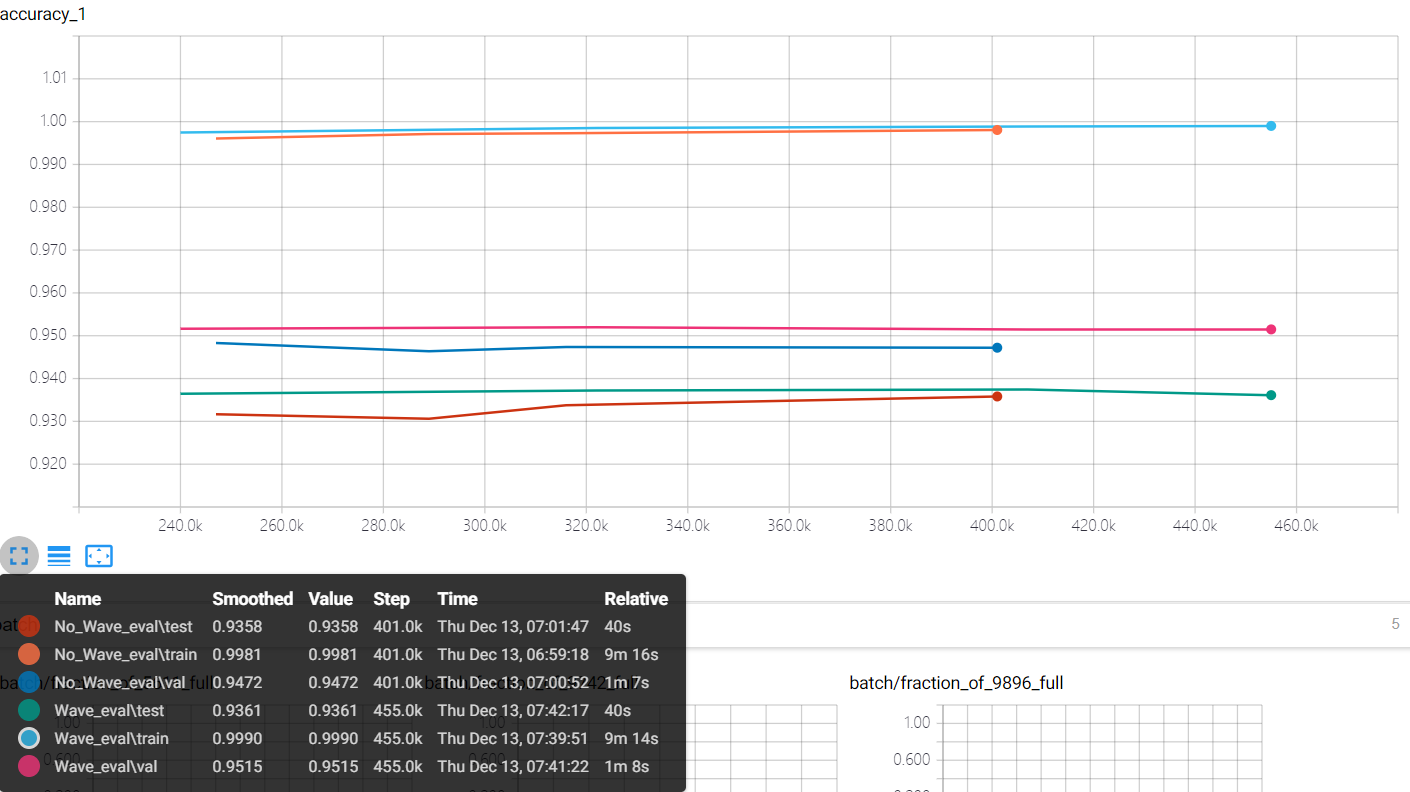 accuracy_1
1.01
1.00
0.990
0.980
0.970
0.960
0.950
0.940
0.930
0.920
240.0k 260.0k 280.0k 300.0k 320.0k 340.0k 360.0k 380.0k 400.0k 420.0k 440.0k 460.0k
Name Smoothed Value Step Time Relative
No_Wave_eval\test 0.9358 0.9358 401.0k Thu Dec 13, 07:01:47 40s
5
No_Wave_eval\train 0.9981 0.9981 401.0k Thu Dec 13, 06:59:18 9m 16s
No_Wave_eval\val 0.9472 0.9472 401.0k Thu Dec 13, 07:00:52 1m 7s
batch/fraction_of_9896_full
Wave_eval\test 0.9361 0.9361 455.0k Thu Dec 13, 07:42:17 40s
1.00 1.00 1.00
Wave_eval\train 0.9990 0.9990 455.0k Thu Dec 13, 07:39:51 9m 14s
0.600 0.600 0.600
Wave_eval\val 0.9515 0.9515 455.0k Thu Dec 13, 07:41:22 1m 8s